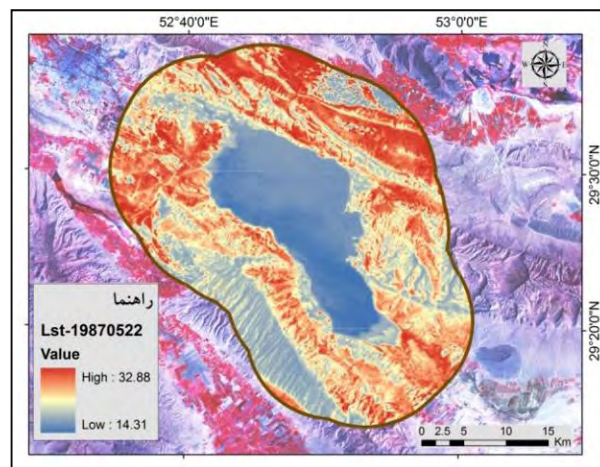 52°40'0"E
53°0'0"E
N
W
E
S
29°30'0"N
29°20'0"N
راهنما
Lst-19870522
Value
High : 32.88
Low : 14.31
0 2.5 5 10 15
Km